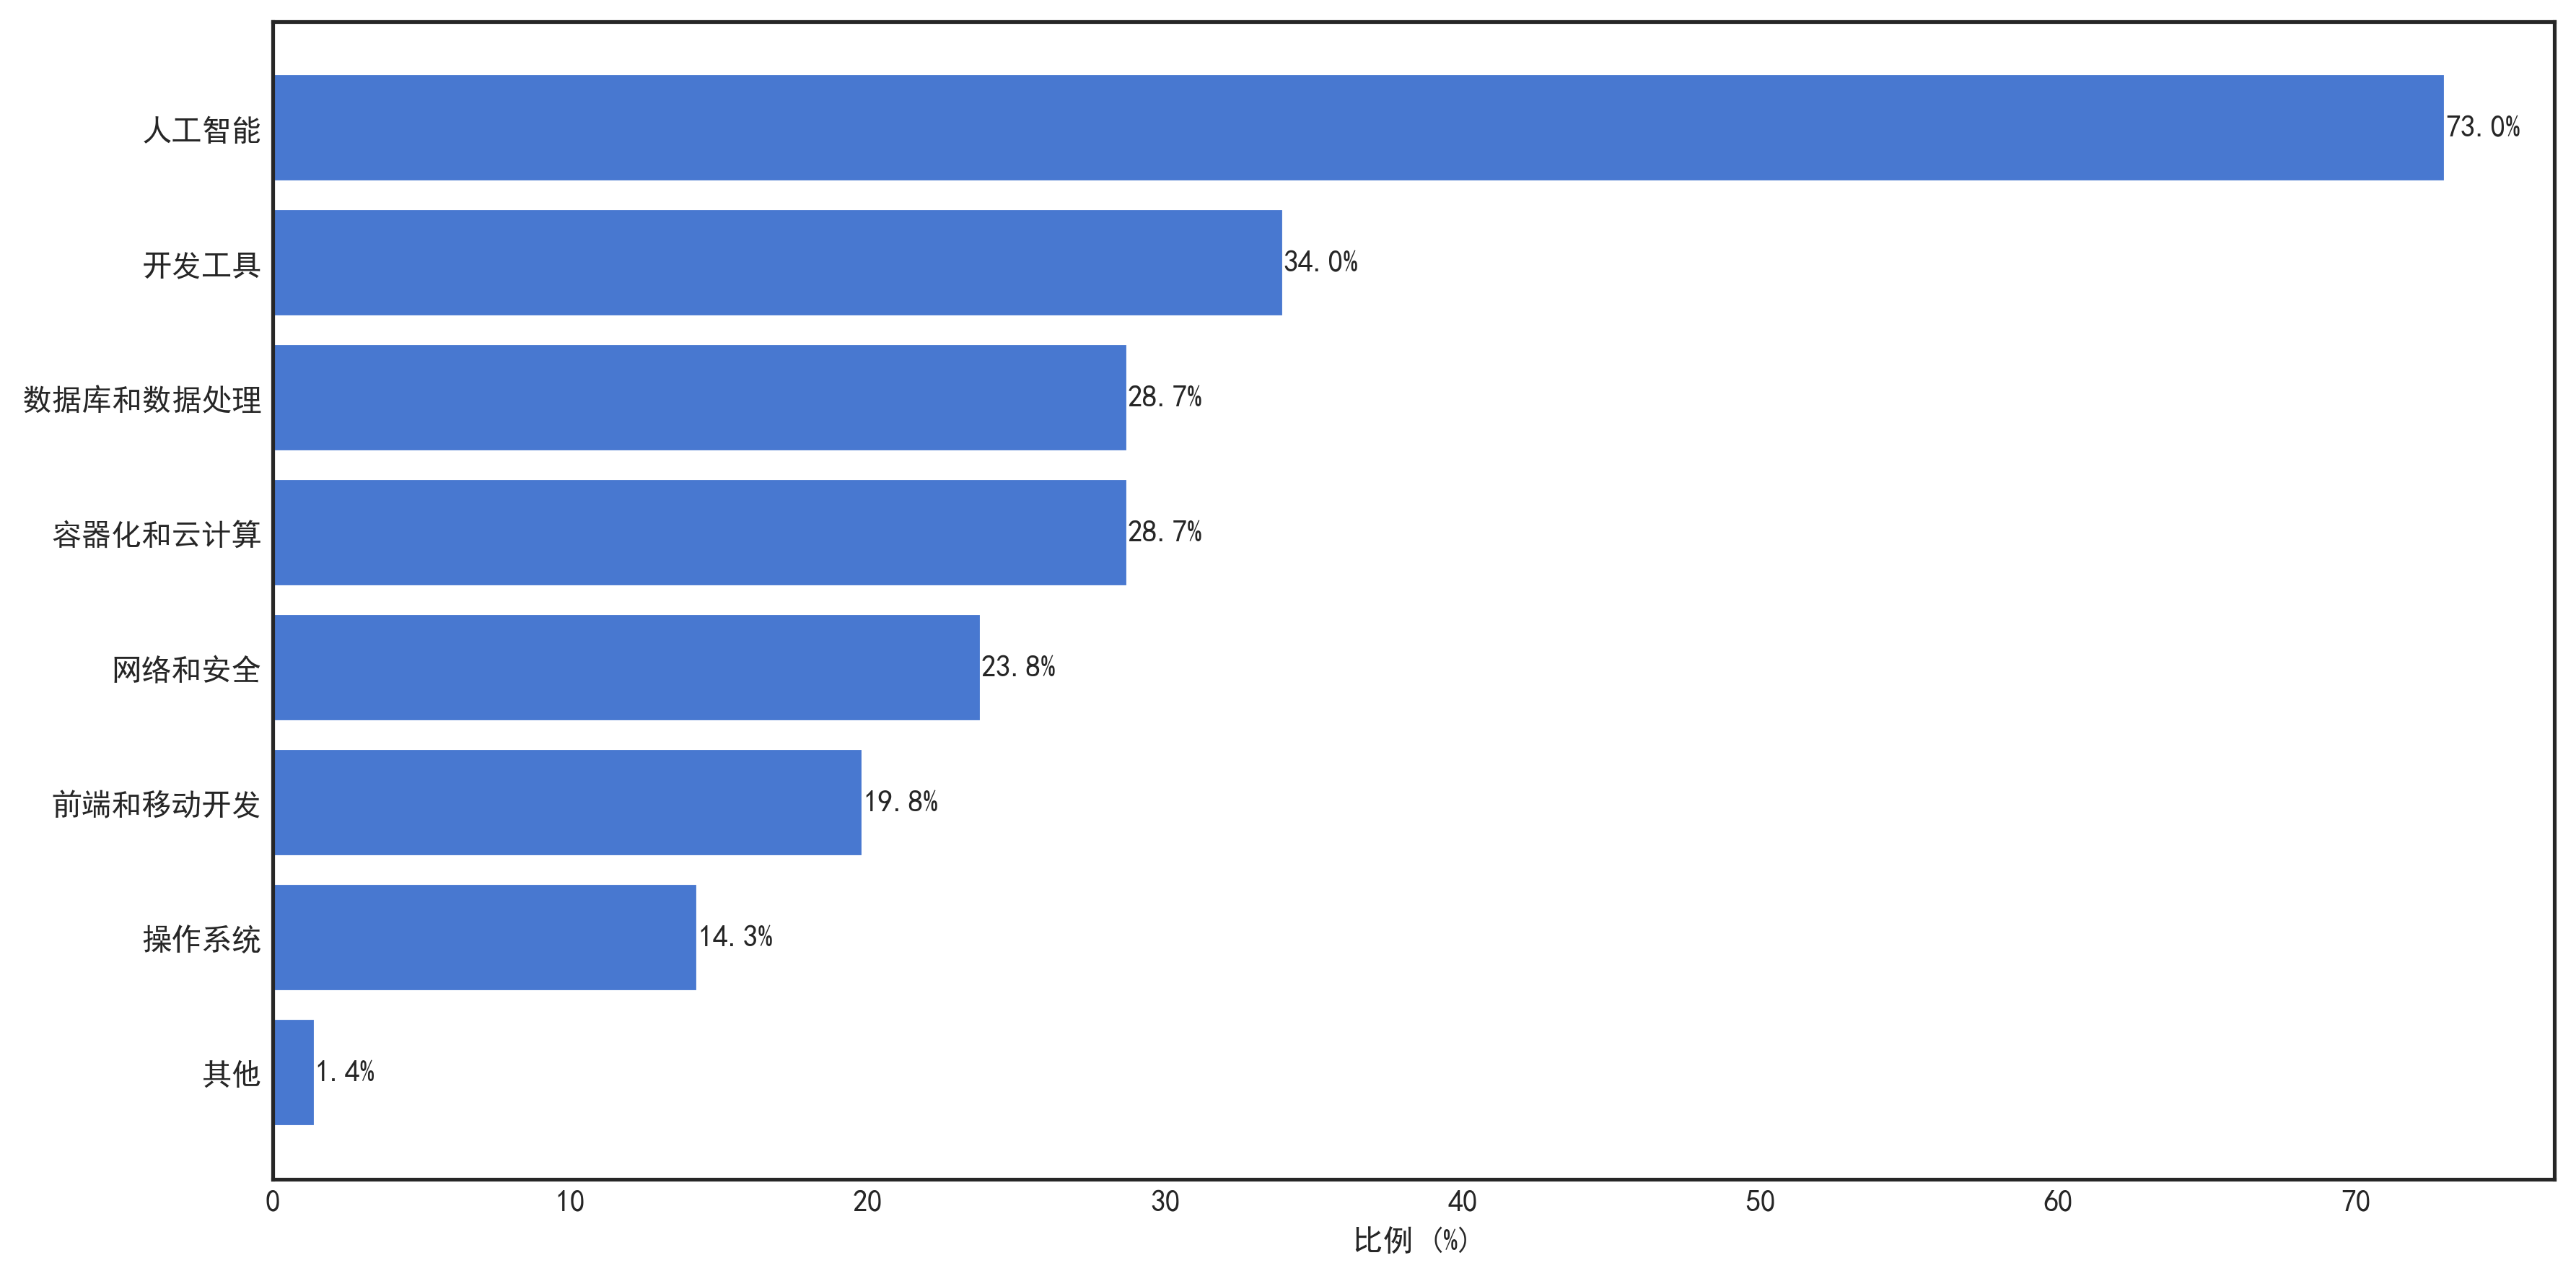 人工智能 73.0%
开发工具 34.0%
数据库和数据处理 28.7%
容器化和云计算 28.7%
网络和安全 23.8%
前端和移动开发 19.8%
操作系统 14.3%
其他 1.4%
0 10 20 30 40 50 60 70
比例 (%)